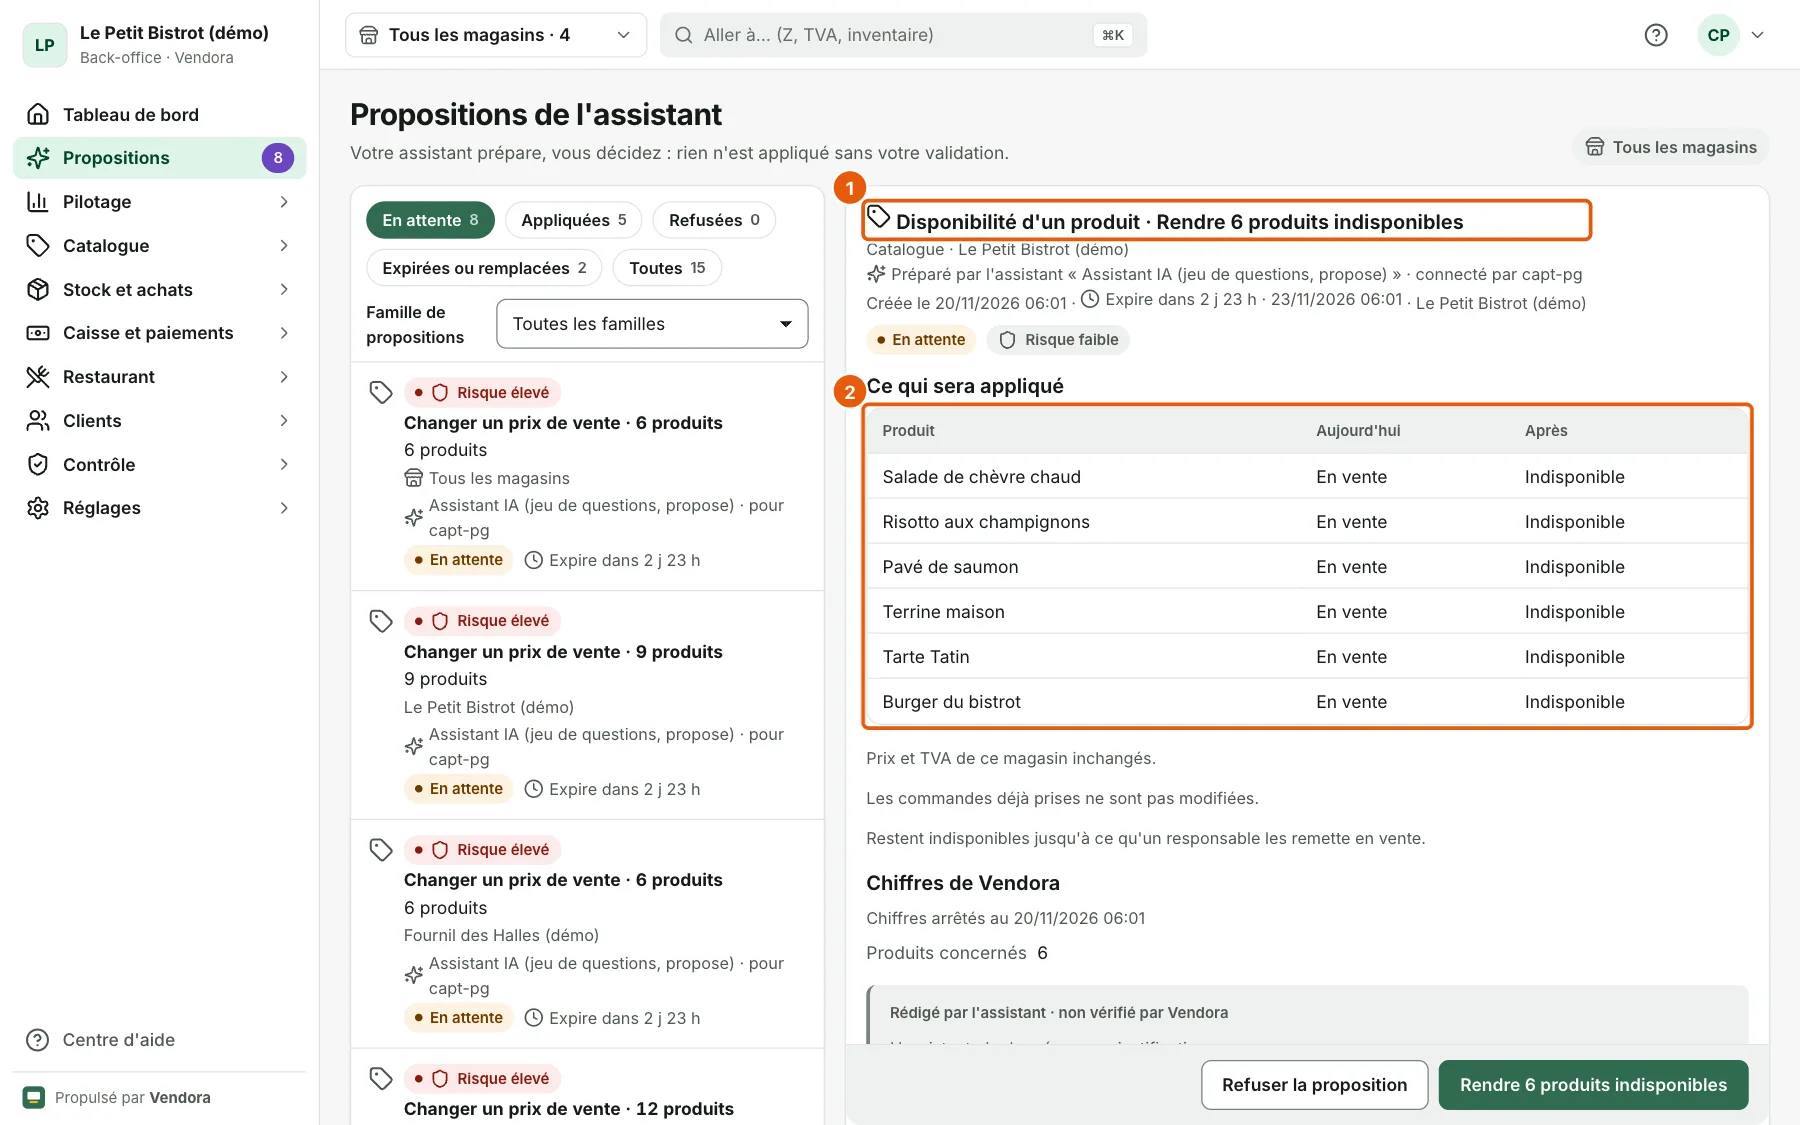 LP
Le Petit Bistrot (démo)
Back-office · Vendora
Tableau de bord
Propositions 8
Pilotage
Catalogue
Stock et achats
Caisse et paiements
Restaurant
Clients
Contrôle
Réglages
Centre d'aide
Propulsé par Vendora
Tous les magasins · 4
Aller à... (Z, TVA, inventaire) ⌘K
CP
Propositions de l'assistant
Votre assistant prépare, vous décidez : rien n'est appliqué sans votre validation.
Tous les magasins
En attente 8
Appliquées 5
Refusées 0
Expirées ou remplacées 2
Toutes 15
Famille de
propositions
Toutes les familles
Risque élevé
Changer un prix de vente · 6 produits
6 produits
Tous les magasins
Assistant IA (jeu de questions, propose) · pour
capt-pg
En attente Expire dans 2 j 23 h
Risque élevé
Changer un prix de vente · 9 produits
9 produits
Le Petit Bistrot (démo)
Assistant IA (jeu de questions, propose) · pour
capt-pg
En attente Expire dans 2 j 23 h
Risque élevé
Changer un prix de vente · 6 produits
6 produits
Fournil des Halles (démo)
Assistant IA (jeu de questions, propose) · pour
capt-pg
En attente Expire dans 2 j 23 h
Risque élevé
Changer un prix de vente · 12 produits
1
Disponibilité d'un produit · Rendre 6 produits indisponibles
Catalogue · Le Petit Bistrot (démo)
Préparé par l'assistant « Assistant IA (jeu de questions, propose) » · connecté par capt-pg
Créée le 20/11/2026 06:01 · Expire dans 2 j 23 h · 23/11/2026 06:01 · Le Petit Bistrot (démo)
En attente Risque faible
2
Ce qui sera appliqué
Produit Aujourd'hui Après
Salade de chèvre chaud En vente Indisponible
Risotto aux champignons En vente Indisponible
Pavé de saumon En vente Indisponible
Terrine maison En vente Indisponible
Tarte Tatin En vente Indisponible
Burger du bistrot En vente Indisponible
Prix et TVA de ce magasin inchangés.
Les commandes déjà prises ne sont pas modifiées.
Restent indisponibles jusqu'à ce qu'un responsable les remette en vente.
Chiffres de Vendora
Chiffres arrêtés au 20/11/2026 06:01
Produits concernés 6
Rédigé par l'assistant · non vérifié par Vendora
Refuser la proposition
Rendre 6 produits indisponibles